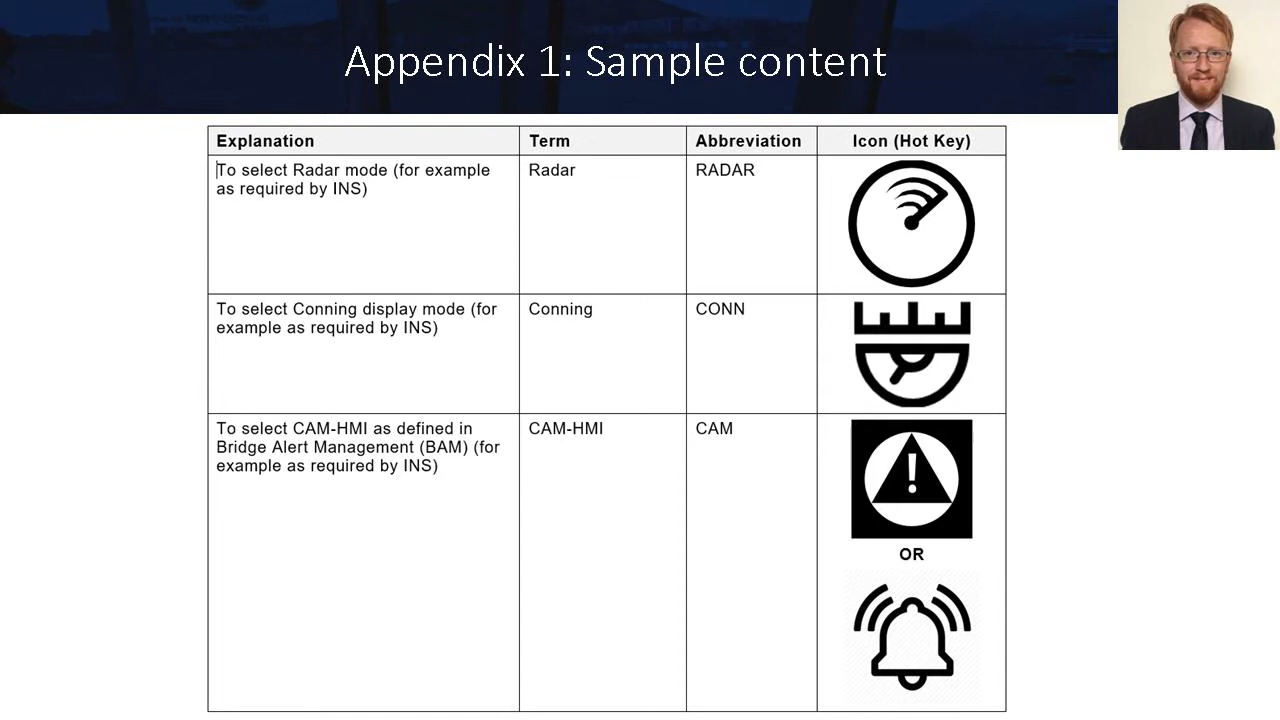 Appendix 1: Sample content
Explanation Term Abbreviation Icon (Hot Key)
To select Radar mode (for example
as required by INS)
Radar
RADAR
To select Conning display mode (for
example as required by INS)
Conning
CONN
To select CAM-HMI as defined in
Bridge Alert Management (BAM) (for
example as required by INS)
CAM-HMI
CAM
!
OR